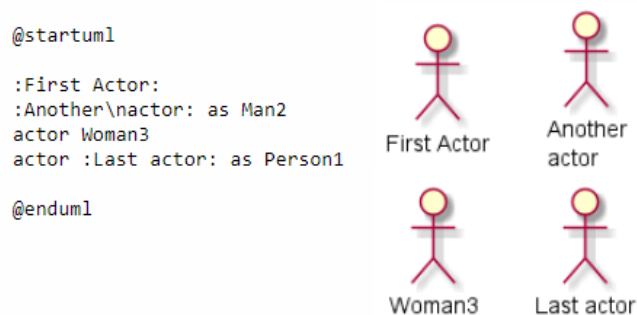 @startuml
:First Actor:
:Another\nactor: as Man2
actor Woman3
actor :Last actor: as Person1
@enduml
First Actor
Another
actor
Woman3
Last actor